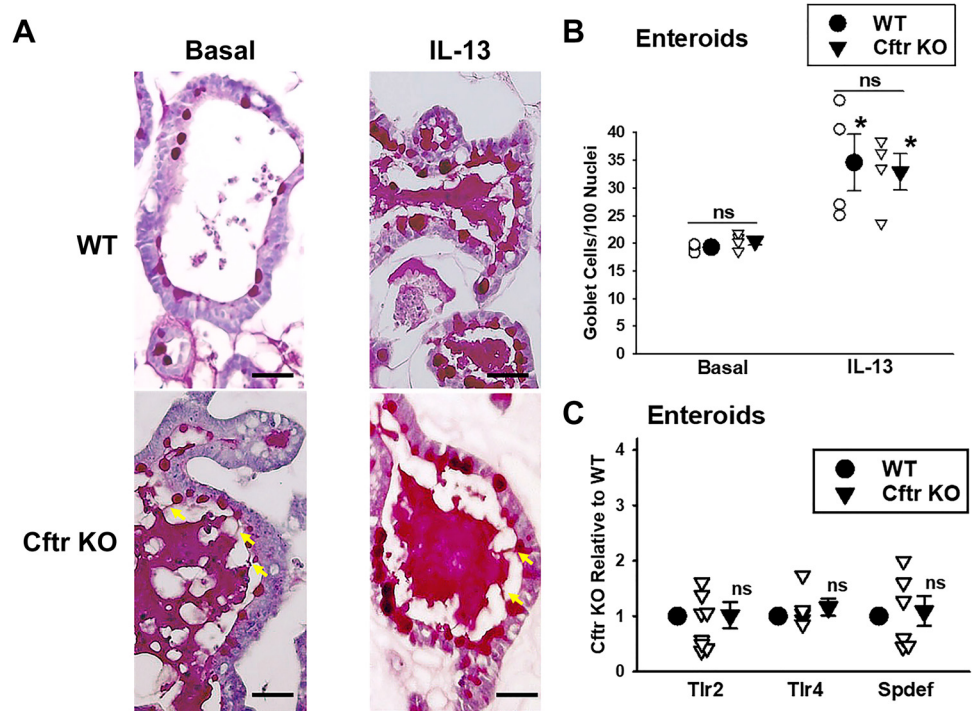 A
Basal
IL-13
WT
Cftr KO
B
Enteroids
WT
Cftr KO
Goblet Cells/100 Nuclei
40
35
30
25
20
15
10
5
0
ns
ns
*
*
Basal
IL-13
C
Enteroids
WT
Cftr KO
Cftr KO Relative to WT
4
3
2
1
0
ns
ns
ns
Tlr2
Tlr4
Spdef